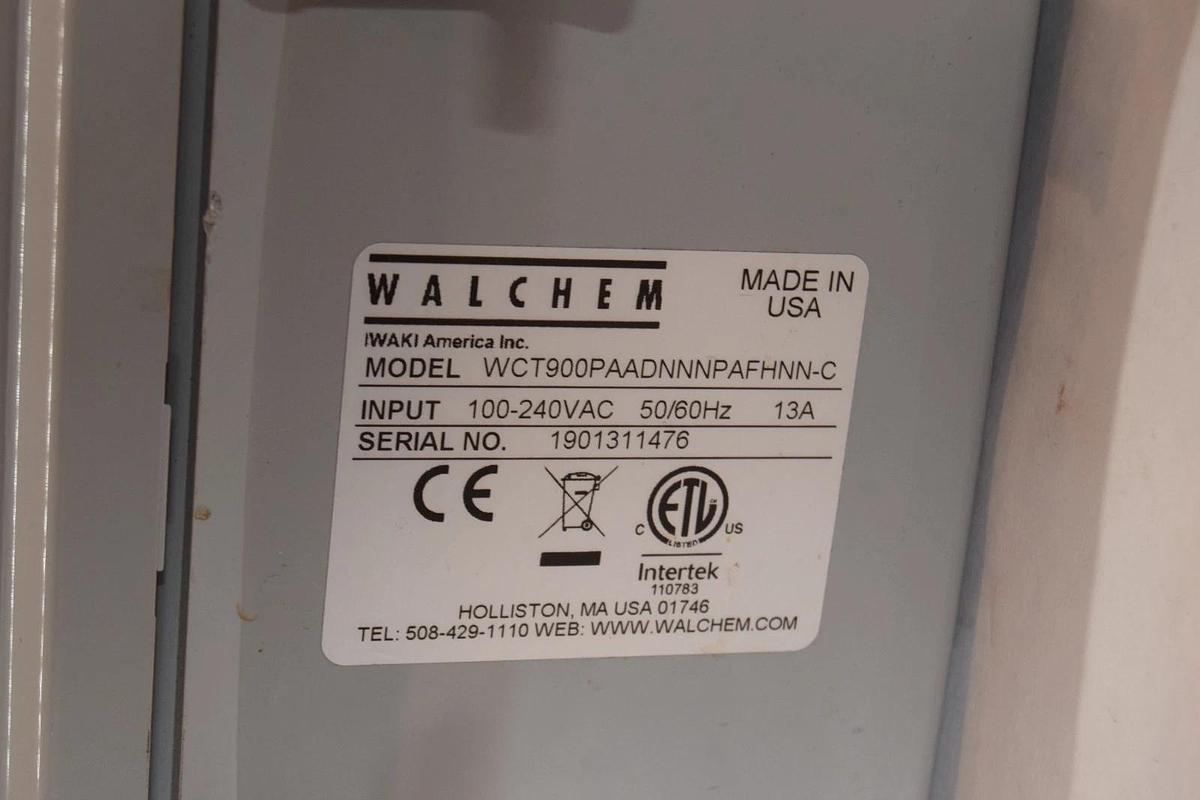 WALCHEM
MADE IN
USA
IWAKI America Inc.
MODEL WCT900PAADNNNPAFHNN-C
INPUT 100-240VAC 50/60Hz 13A
SERIAL NO. 1901311476
CE
ETL
C US
LISTED
Intertek
110783
HOLLISTON, MA USA 01746
TEL: 508-429-1110 WEB: WWW.WALCHEM.COM